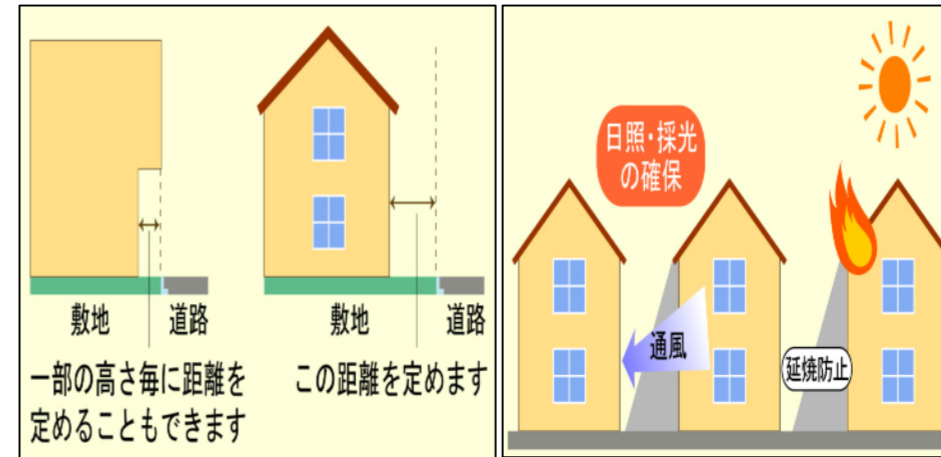 敷地
道路
一部の高さ毎に距離を
定めることもできます
敷地
道路
この距離を定めます
日照・採光
の確保
通風
延焼防止